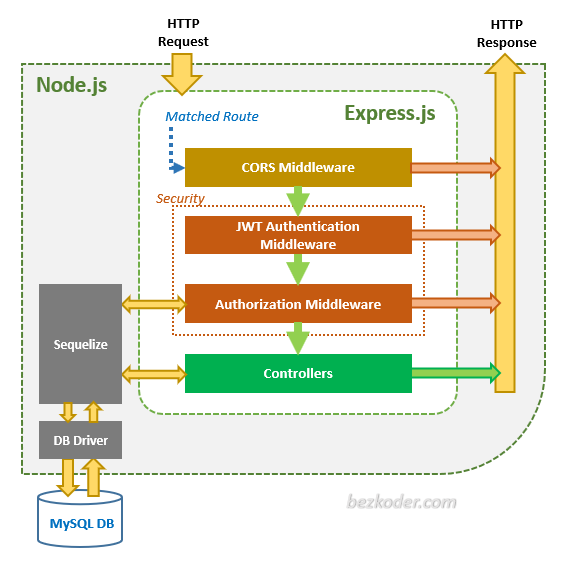 HTTP
Request
HTTP
Response
Node.js
Express.js
Matched Route
CORS Middleware
Security
JWT Authentication
Middleware
Authorization Middleware
Sequelize
Controllers
DB Driver
MySQL DB
bezkoder.com